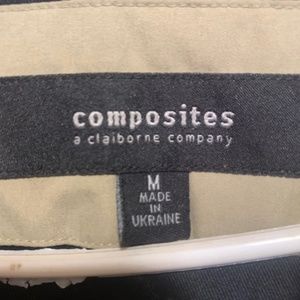 composites
a claiborne company
M
MADE
IN
UKRAINE